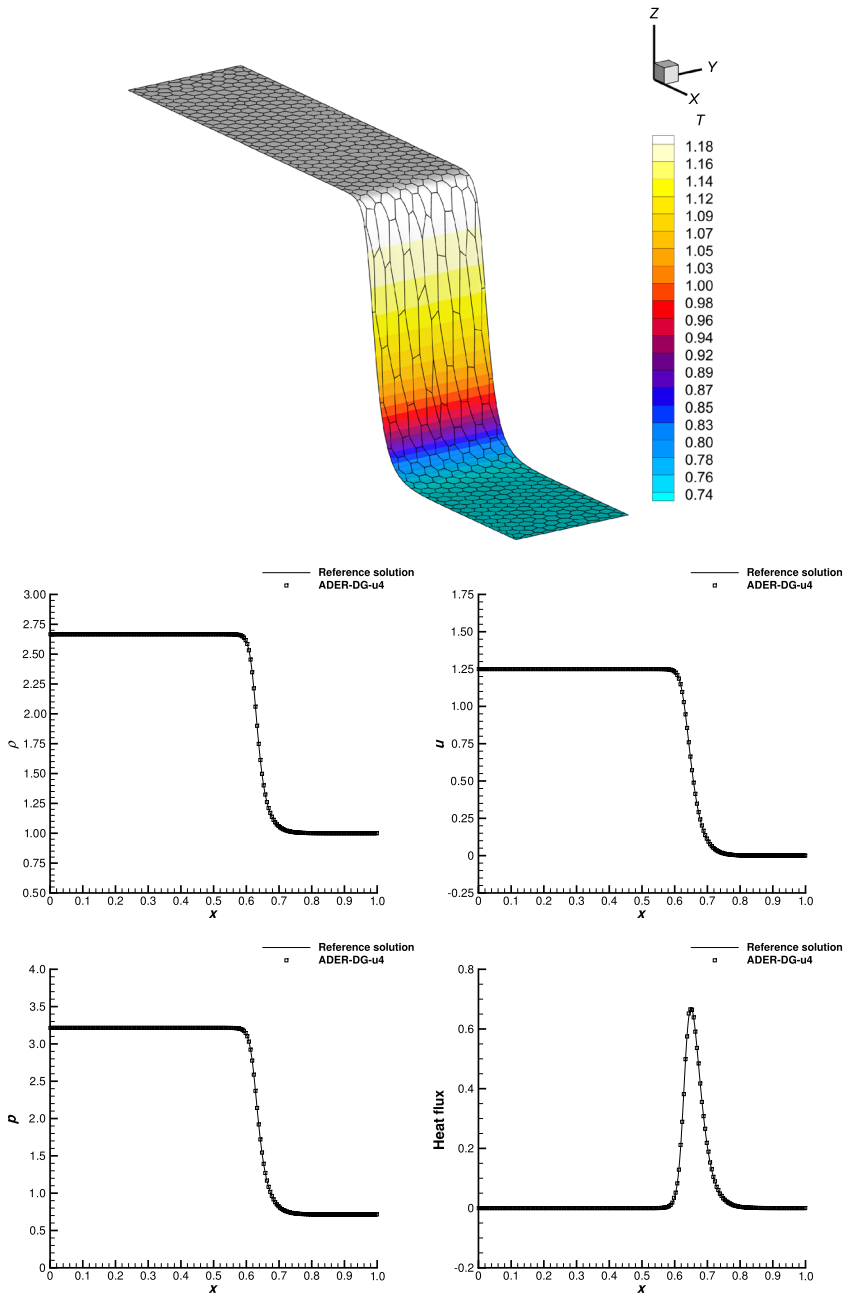 Z
Y
X
T
1.18
1.16
1.14
1.12
1.09
1.07
1.05
1.03
1.00
0.98
0.96
0.94
0.92
0.89
0.87
0.85
0.83
0.80
0.78
0.76
0.74
Reference solution
ADER-DG-u4
3.00
2.75
2.50
2.25
2.00
1.75
1.50
1.25
1.00
0.75
0.50
ρ
0 0.1 0.2 0.3 0.4 0.5 0.6 0.7 0.8 0.9 1.0
x
Reference solution
ADER-DG-u4
1.75
1.50
1.25
1.00
0.75
0.50
0.25
0
-0.25
u
0 0.1 0.2 0.3 0.4 0.5 0.6 0.7 0.8 0.9 1.0
x
Reference solution
ADER-DG-u4
4.0
3.5
3.0
2.5
2.0
1.5
1.0
0.5
0
p
0 0.1 0.2 0.3 0.4 0.5 0.6 0.7 0.8 0.9 1.0
x
Reference solution
ADER-DG-u4
0.8
0.6
0.4
0.2
0
-0.2
Heat flux
0 0.1 0.2 0.3 0.4 0.5 0.6 0.7 0.8 0.9 1.0
x